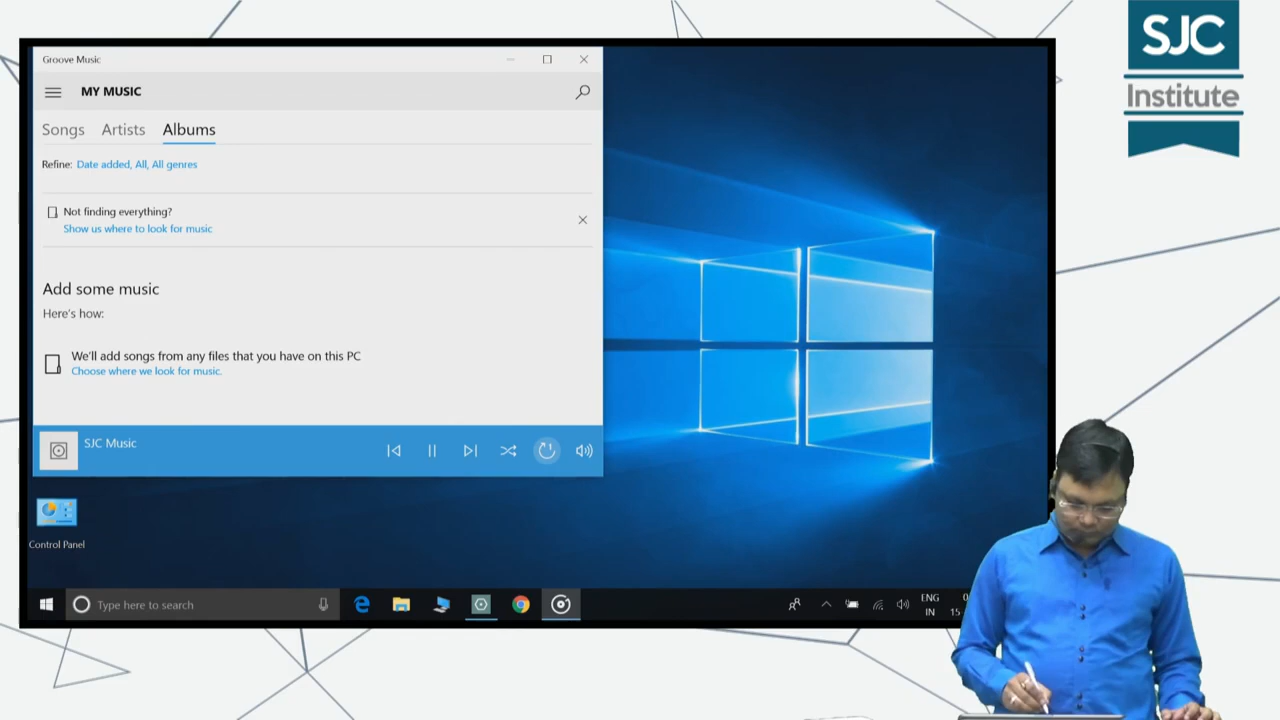 SJC
Institute
Groove Music
MY MUSIC
Songs Artists Albums
Refine: Date added, All, All genres
Not finding everything?
Show us where to look for music
Add some music
Here's how:
We'll add songs from any files that you have on this PC
Choose where we look for music.
SJC Music
Control Panel
Type here to search
ENG
IN
15